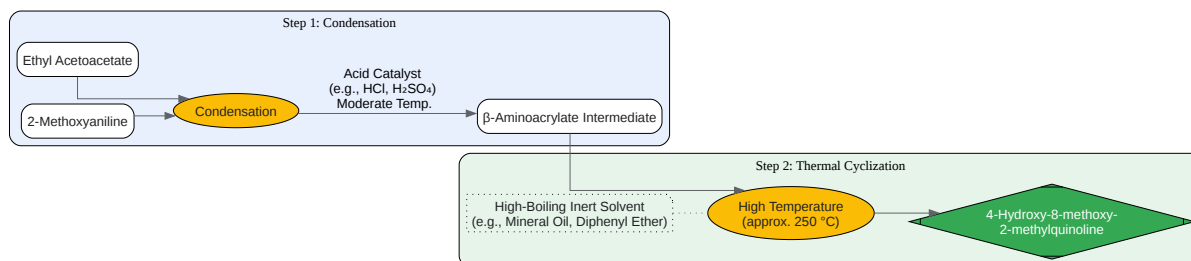 Step 1: Condensation
Ethyl Acetoacetate
2-Methoxyaniline
Condensation
Acid Catalyst
(e.g., HCl, H₂SO₄)
Moderate Temp.
β-Aminoacrylate Intermediate
Step 2: Thermal Cyclization
High-Boiling Inert Solvent
(e.g., Mineral Oil, Diphenyl Ether)
High Temperature
(approx. 250 °C)
4-Hydroxy-8-methoxy-
2-methylquinoline